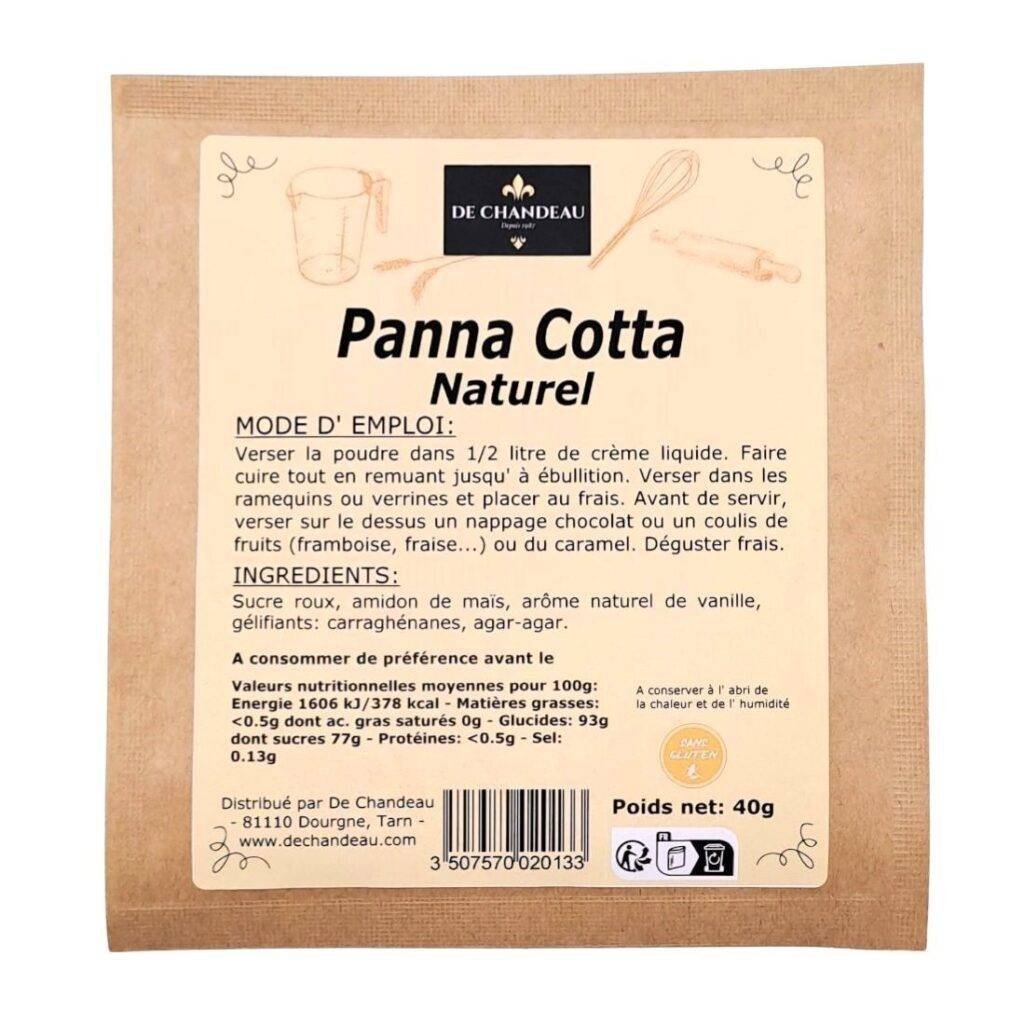 DE CHANDEAU
Depuis 1987
Panna Cotta
Naturel
MODE D' EMPLOI:
Verser la poudre dans 1/2 litre de crème liquide. Faire
cuire tout en remuant jusqu' à ébullition. Verser dans les
ramequins ou verrines et placer au frais. Avant de servir,
verser sur le dessus un nappage chocolat ou un coulis de
fruits (framboise, fraise...) ou du caramel. Déguster frais.
INGREDIENTS:
Sucre roux, amidon de maïs, arôme naturel de vanille,
gélifiants: carraghénanes, agar-agar.
A consommer de préférence avant le
Valeurs nutritionnelles moyennes pour 100g:
Energie 1606 kJ/378 kcal - Matières grasses:
<0.5g dont ac. gras saturés 0g - Glucides: 93g
dont sucres 77g - Protéines: <0.5g - Sel:
0.13g
A conserver à l' abri de
la chaleur et de l' humidité
SANS
GLUTEN
Distribué par De Chandeau
- 81110 Dourgne, Tarn -
www.dechandeau.com
3 507570 020133
Poids net: 40g
FR